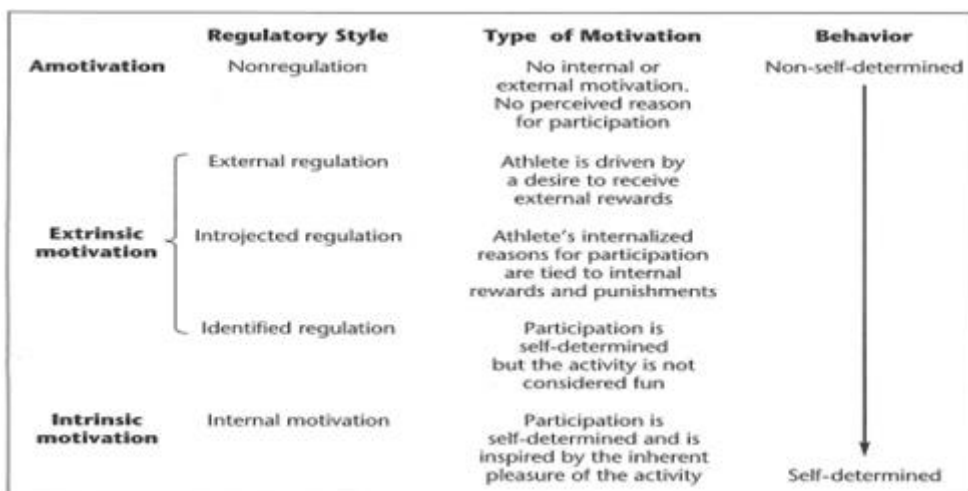 Regulatory Style Type of Motivation Behavior
Amotivation Nonregulation No internal or Non-self-determined
external motivation.
No perceived reason
for participation
External regulation Athlete is driven by
a desire to receive
external rewards
Extrinsic motivation Introjected regulation Athlete's internalized
reasons for participation
are tied to internal
rewards and punishments
Identified regulation Participation is
self-determined
but the activity is not
considered fun
Intrinsic motivation Internal motivation Participation is
self-determined and is
inspired by the inherent
pleasure of the activity Self-determined